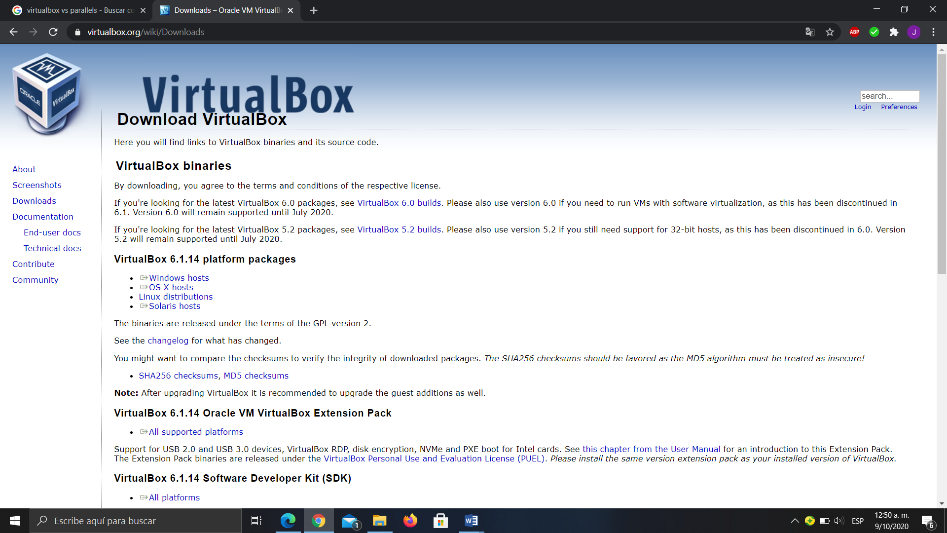 virtualbox vs parallels - Buscar co
Downloads – Oracle VM VirtualB
virtualbox.org/wiki/Downloads
ABP
J
VM
ORACLE
VirtualBox
VirtualBox
search...
Login Preferences
About
Screenshots
Downloads
Documentation
End-user docs
Technical docs
Contribute
Community
Download VirtualBox
Here you will find links to VirtualBox binaries and its source code.
VirtualBox binaries
By downloading, you agree to the terms and conditions of the respective license.
If you're looking for the latest VirtualBox 6.0 packages, see VirtualBox 6.0 builds. Please also use version 6.0 if you need to run VMs with software virtualization, as this has been discontinued in
6.1. Version 6.0 will remain supported until July 2020.
If you're looking for the latest VirtualBox 5.2 packages, see VirtualBox 5.2 builds. Please also use version 5.2 if you still need support for 32-bit hosts, as this has been discontinued in 6.0. Version
5.2 will remain supported until July 2020.
VirtualBox 6.1.14 platform packages
• Windows hosts
• OS X hosts
• Linux distributions
• Solaris hosts
The binaries are released under the terms of the GPL version 2.
See the changelog for what has changed.
You might want to compare the checksums to verify the integrity of downloaded packages. The SHA256 checksums should be favored as the MD5 algorithm must be treated as insecure!
• SHA256 checksums, MD5 checksums
Note: After upgrading VirtualBox it is recommended to upgrade the guest additions as well.
VirtualBox 6.1.14 Oracle VM VirtualBox Extension Pack
• All supported platforms
Support for USB 2.0 and USB 3.0 devices, VirtualBox RDP, disk encryption, NVMe and PXE boot for Intel cards. See this chapter from the User Manual for an introduction to this Extension Pack.
The Extension Pack binaries are released under the VirtualBox Personal Use and Evaluation License (PUEL). Please install the same version extension pack as your installed version of VirtualBox.
VirtualBox 6.1.14 Software Developer Kit (SDK)
• All platforms
Escribe aquí para buscar
1
ESP
12:50 a. m.
9/10/2020
6